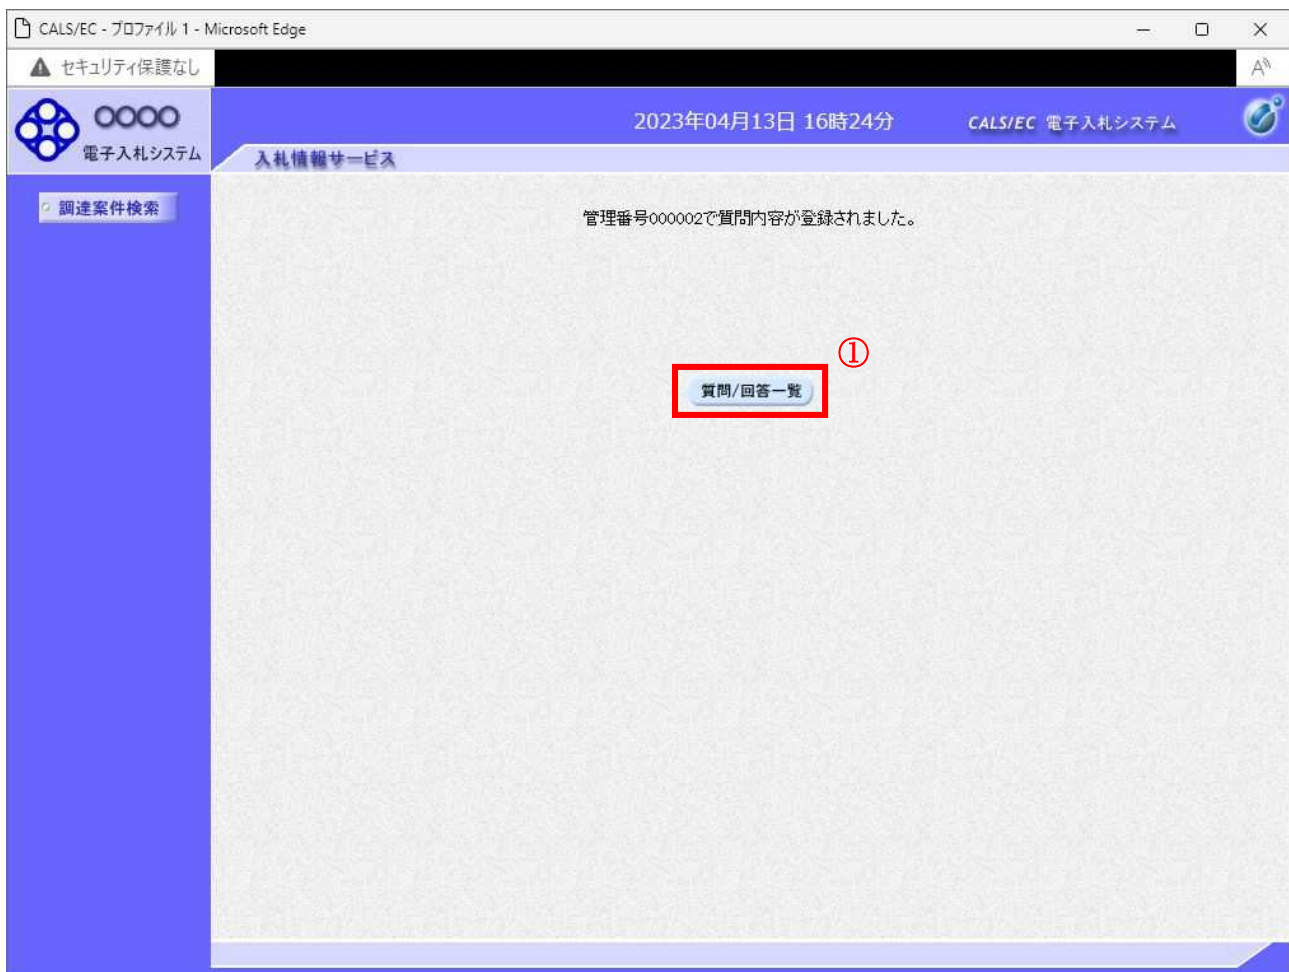 CALS/EC - プロファイル 1 - Microsoft Edge
セキュリティ保護なし
A
OOOO
電子入札システム
2023年04月13日 16時24分
CALS/EC 電子入札システム
入札情報サービス
調達案件検索
管理番号000002で質問内容が登録されました。
①
質問/回答一覧